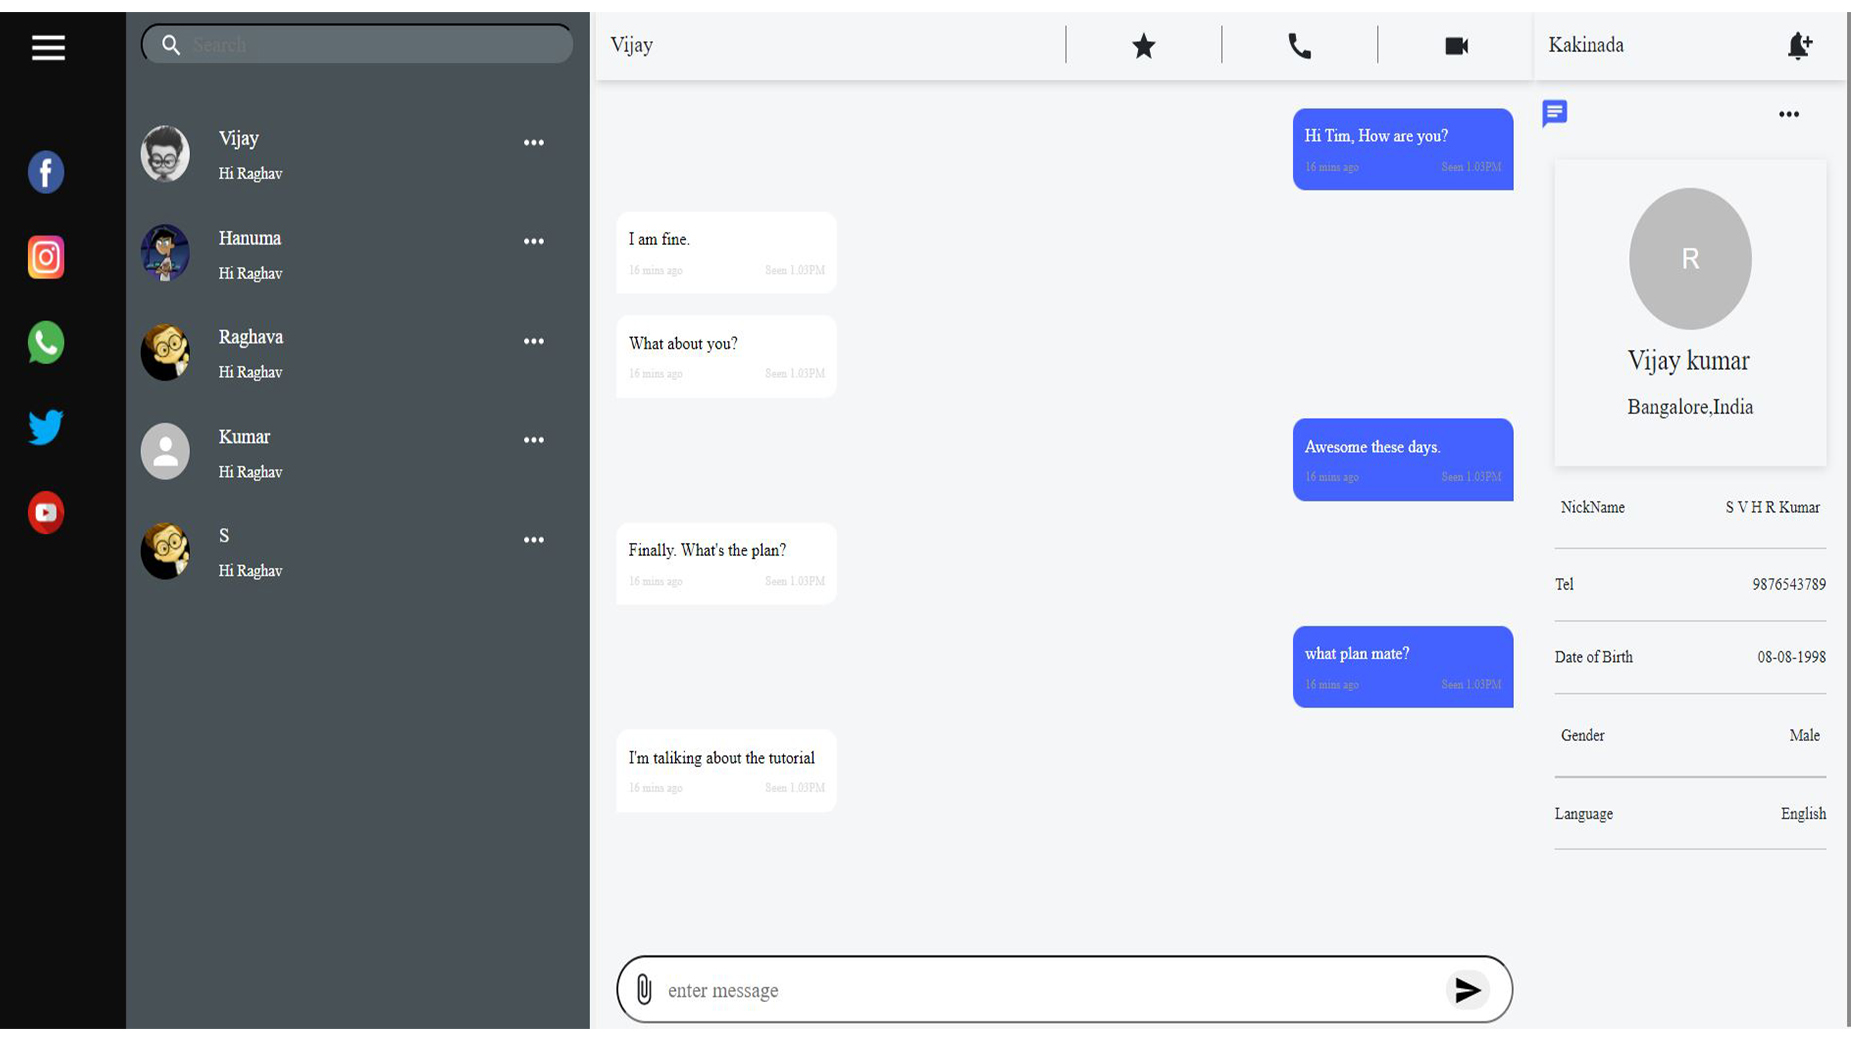 Search
Vijay
Hi Raghav
Hanuma
Hi Raghav
Raghava
Hi Raghav
Kumar
Hi Raghav
S
Hi Raghav
Vijay
Hi Tim, How are you?
16 mins ago Seen 1.03PM
I am fine.
16 mins ago Seen 1.03PM
What about you?
16 mins ago Seen 1.03PM
Awesome these days.
16 mins ago Seen 1.03PM
Finally. What's the plan?
16 mins ago Seen 1.03PM
what plan mate?
16 mins ago Seen 1.03PM
I'm taliking about the tutorial
16 mins ago Seen 1.03PM
enter message
Kakinada
R
Vijay kumar
Bangalore,India
NickName S V H R Kumar
Tel 9876543789
Date of Birth 08-08-1998
Gender Male
Language English